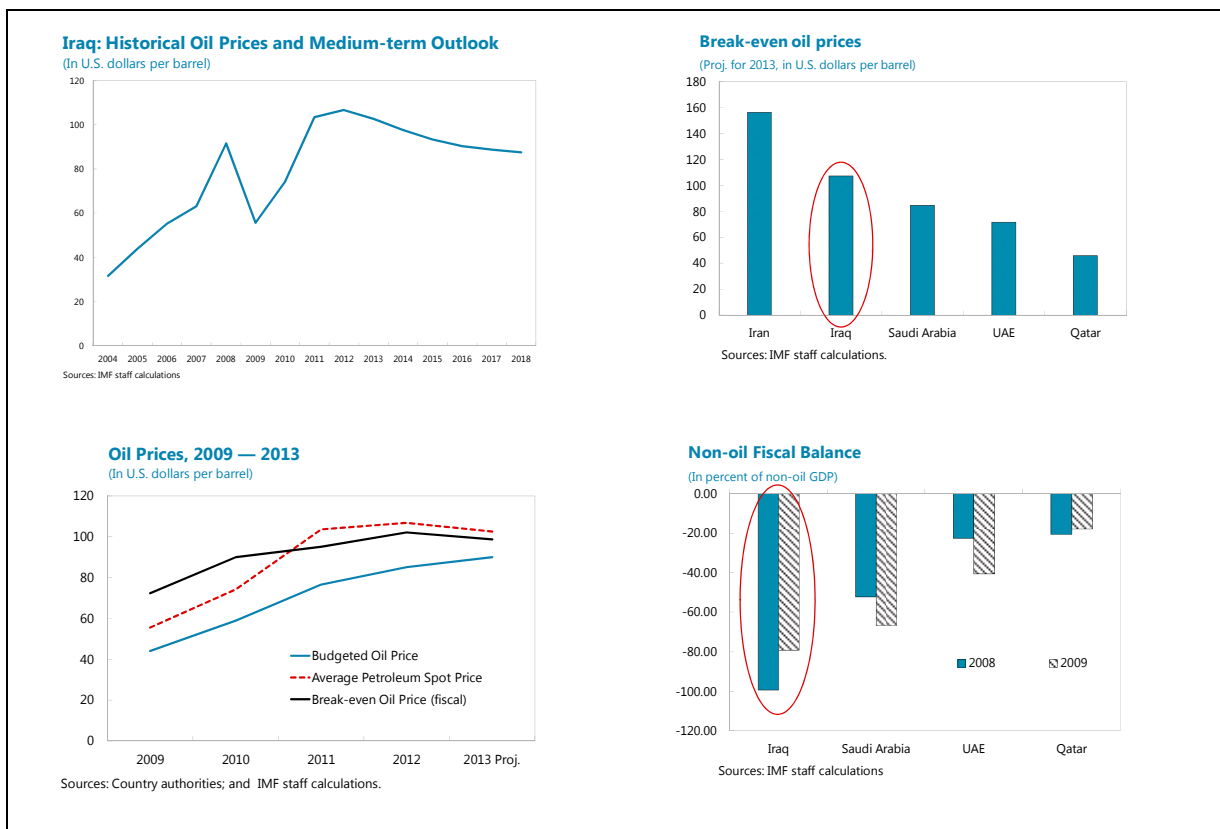 Iraq: Historical Oil Prices and Medium-term Outlook
(In U.S. dollars per barrel)
120
100
80
60
40
20
0
2004 2005 2006 2007 2008 2009 2010 2011 2012 2013 2014 2015 2016 2017 2018
Sources: IMF staff calculations
Break-even oil prices
(Proj. for 2013, in U.S. dollars per barrel)
180
160
140
120
100
80
60
40
20
0
Iran Iraq Saudi Arabia UAE Qatar
Sources: IMF staff calculations.
Oil Prices, 2009 — 2013
(In U.S. dollars per barrel)
120
100
80
60
40
20
0
Budgeted Oil Price
Average Petroleum Spot Price
Break-even Oil Price (fiscal)
2009 2010 2011 2012 2013 Proj.
Sources: Country authorities; and IMF staff calculations.
Non-oil Fiscal Balance
(In percent of non-oil GDP)
0.00
-20.00
-40.00
-60.00
-80.00
-100.00
-120.00
2008 2009
Iraq Saudi Arabia UAE Qatar
Sources: IMF staff calculations